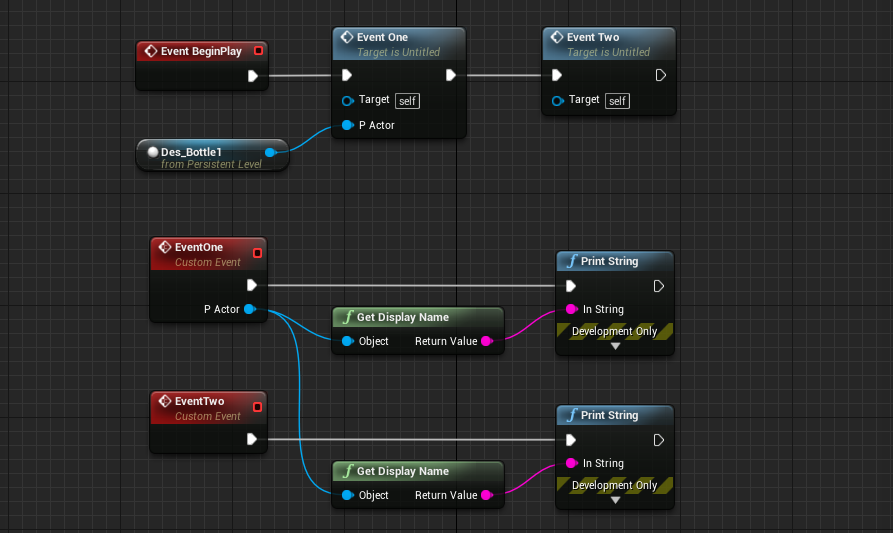 Event BeginPlay
Event One
Target is Untitled
Target self
P Actor
Event Two
Target is Untitled
Target self
Des_Bottle1
from Persistent Level
EventOne
Custom Event
P Actor
f Get Display Name
Object Return Value
f Print String
In String
Development Only
EventTwo
Custom Event
f Get Display Name
Object Return Value
f Print String
In String
Development Only